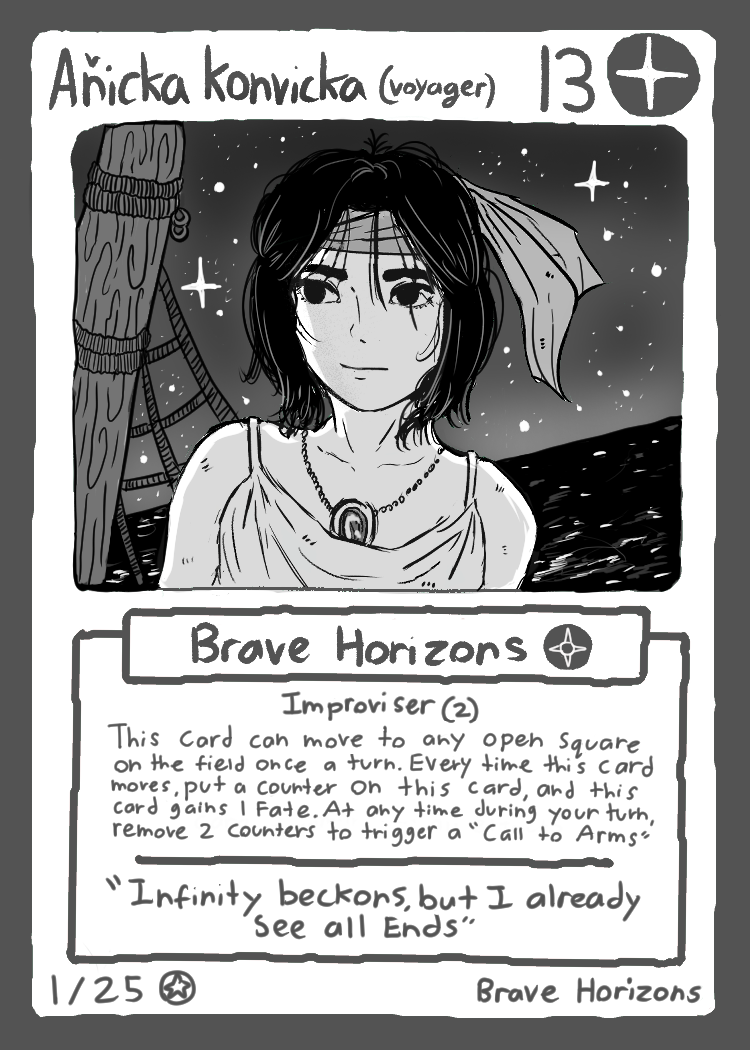 Aňicka Konvicka (voyager) 13
Brave Horizons
Improviser (2)
This card can move to any open square
on the field once a turn. Every time this card
moves, put a counter on this card, and this
card gains 1 Fate. At any time during your turn,
remove 2 counters to trigger a "Call to Arms"
"Infinity beckons, but I already
See all Ends"
1/25
Brave Horizons